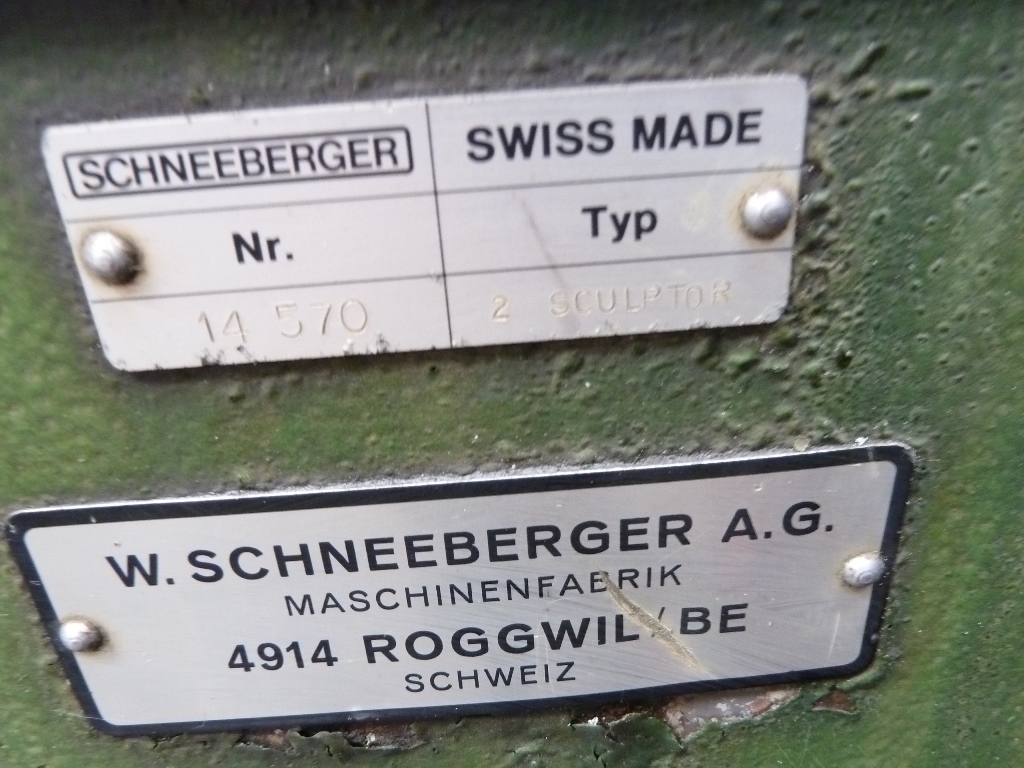 SCHNEEBERGER
SWISS MADE
Nr.
Typ
14 570
2 SCULPTOR
W. SCHNEEBERGER A.G.
MASCHINENFABRIK
4914 ROGGWIL / BE
SCHWEIZ